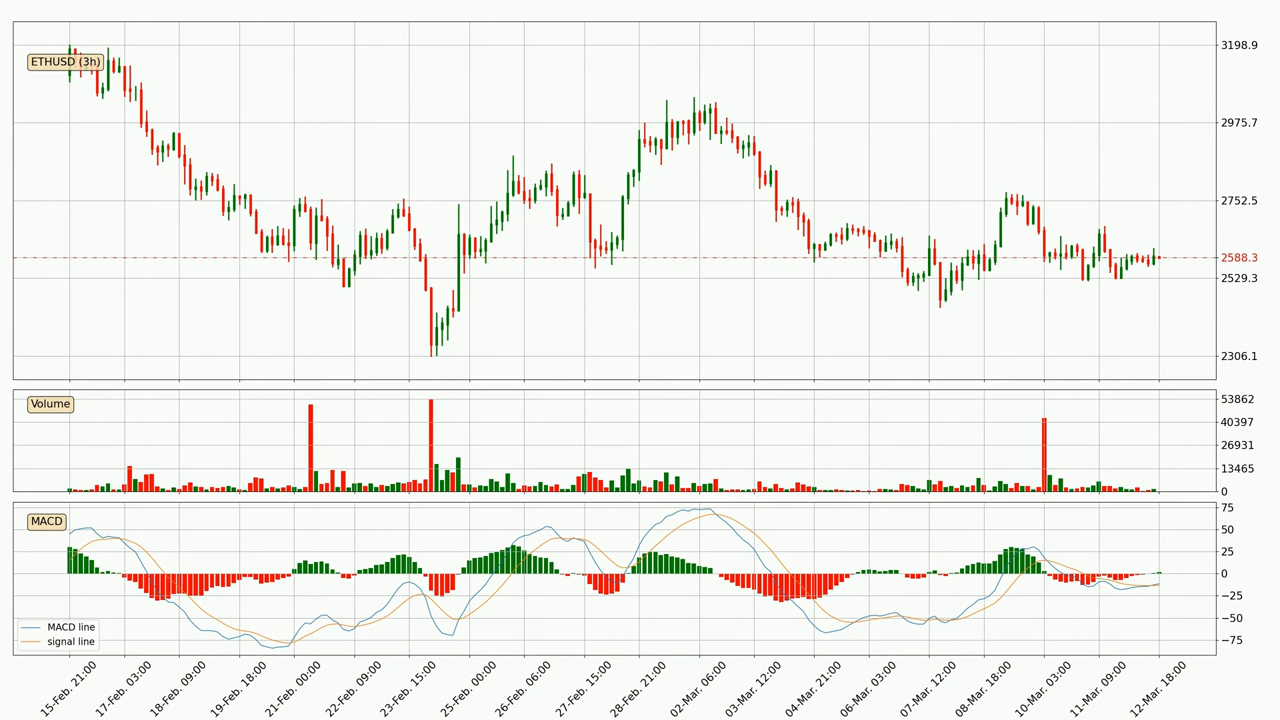 ETHUSD (3h)
3198.9
2975.7
2752.5
2588.3
2529.3
2306.1
Volume
53862
40397
26931
13465
0
MACD
75
50
25
0
−25
−50
−75
MACD line
signal line
15-Feb. 21:00
17-Feb. 03:00
18-Feb. 09:00
19-Feb. 18:00
21-Feb. 00:00
22-Feb. 09:00
23-Feb. 15:00
25-Feb. 00:00
26-Feb. 06:00
27-Feb. 15:00
28-Feb. 21:00
02-Mar. 06:00
03-Mar. 12:00
04-Mar. 21:00
06-Mar. 03:00
07-Mar. 12:00
08-Mar. 18:00
10-Mar. 03:00
11-Mar. 09:00
12-Mar. 18:00